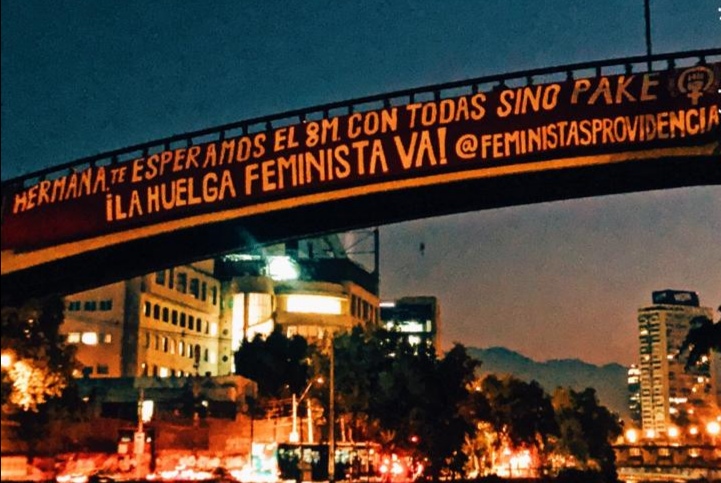 HERMANA, TE ESPERAMOS EL 8M. CON TODAS SINO PAKE
¡LA HUELGA FEMINISTA VA! @FEMINISTASPROVIDENCIA